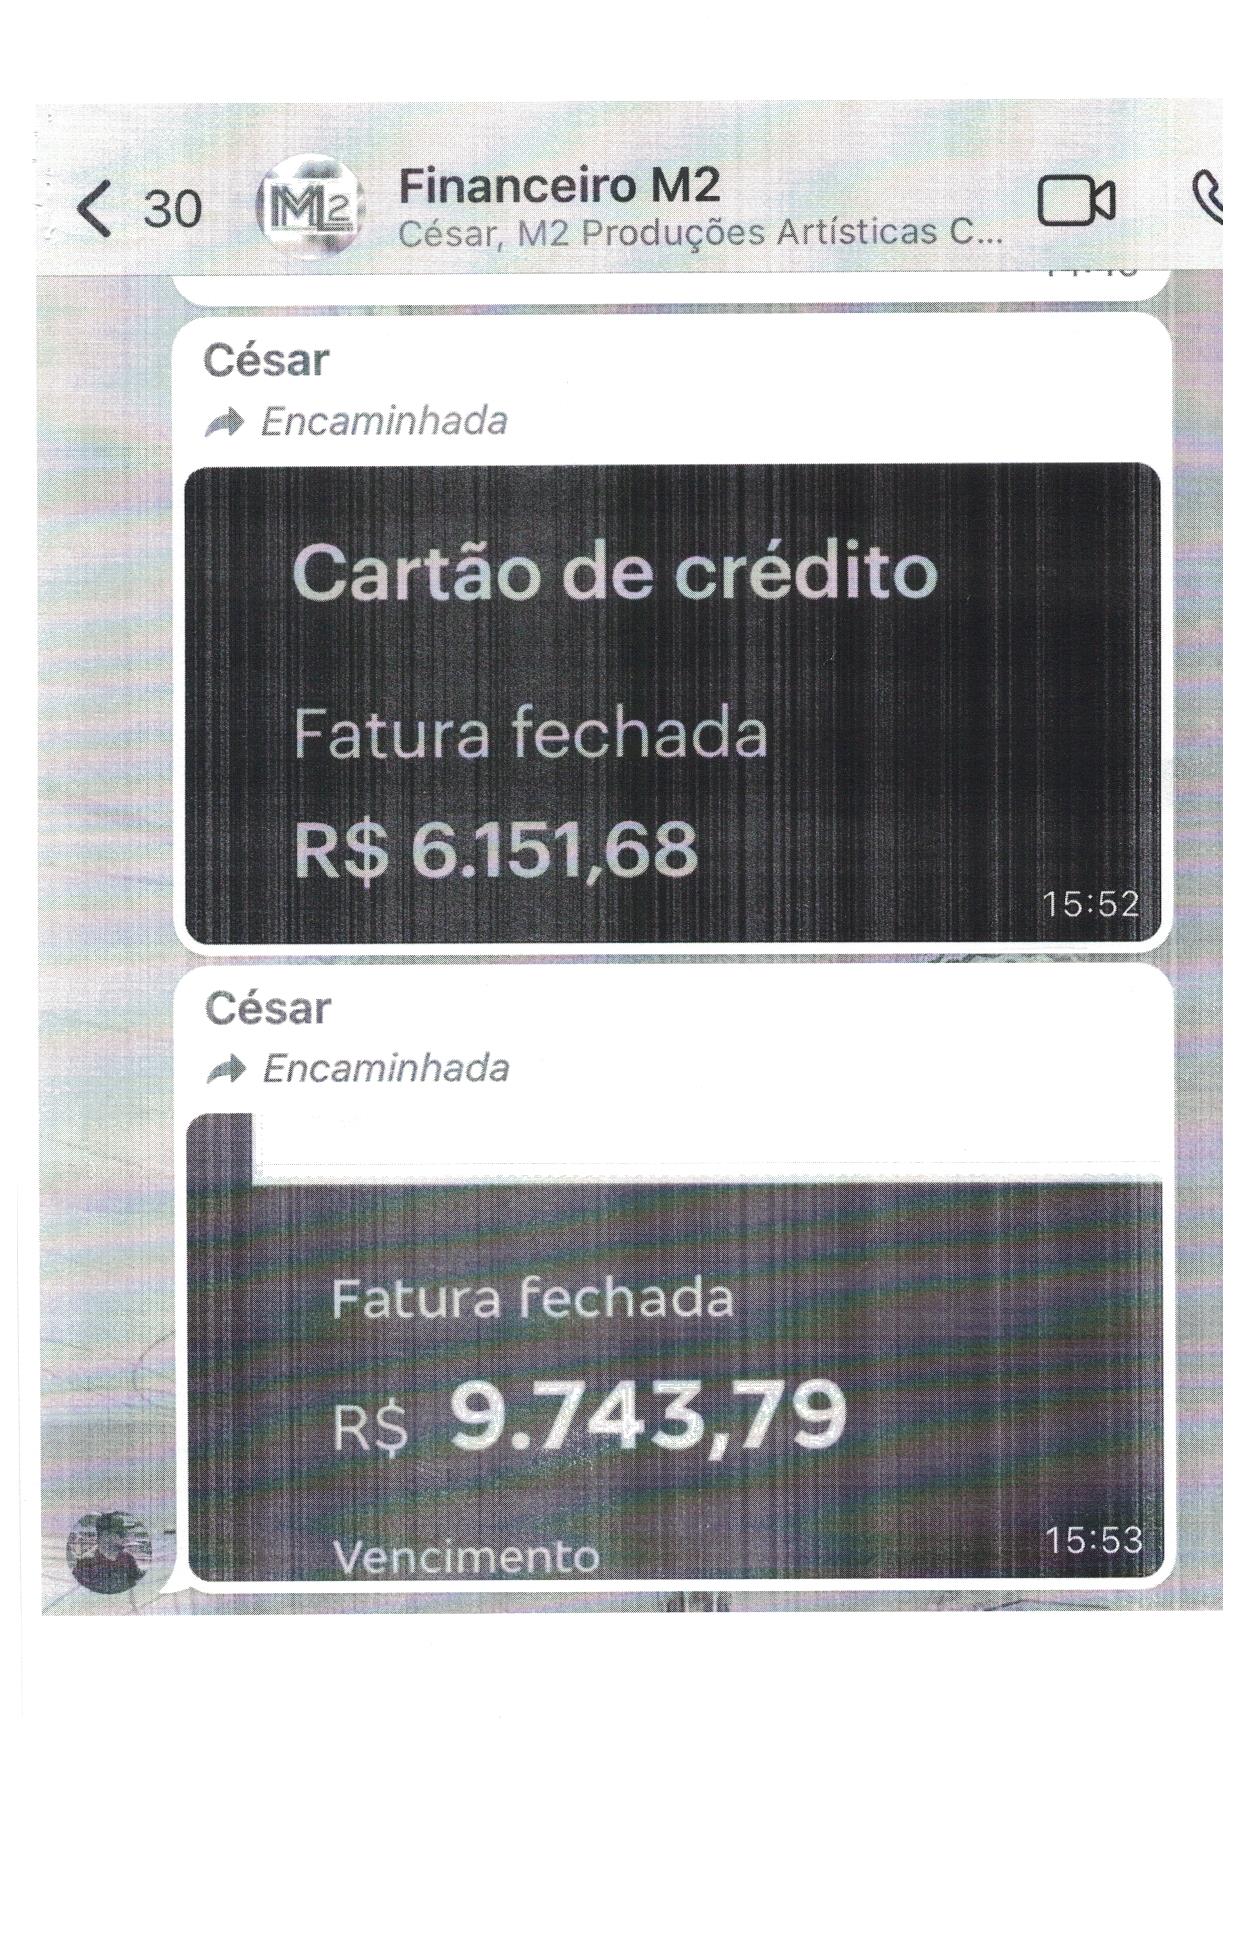 30
M2
Financeiro M2
César, M2 Produções Artísticas C...
César
Encaminhada
Cartão de crédito
Fatura fechada
R$ 6.151,68
15:52
César
Encaminhada
Fatura fechada
R$ 9.743,79
Vencimento
15:53